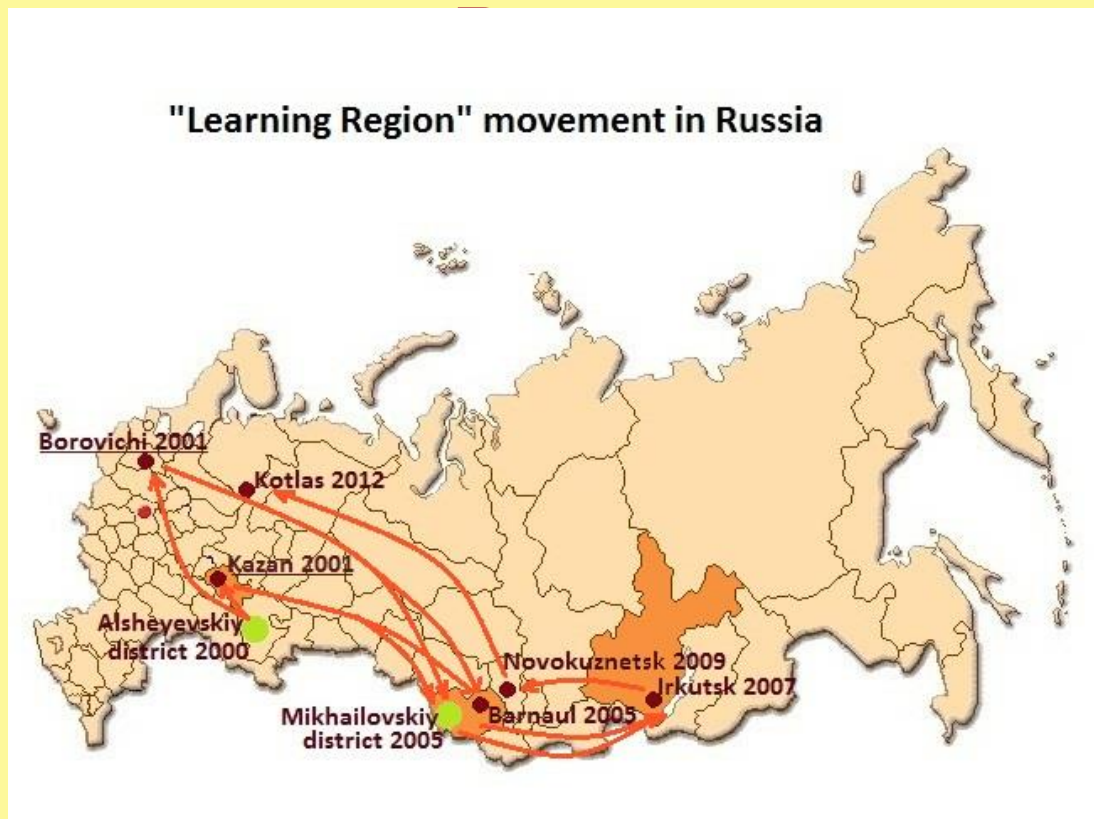 "Learning Region" movement in Russia
Borovichi 2001
Kotlas 2012
Kazan 2001
Alsheyevskiy
district 2000
Novokuznetsk 2009
Irkutsk 2007
Mikhailovskiy
district 2005
Barnaul 2005